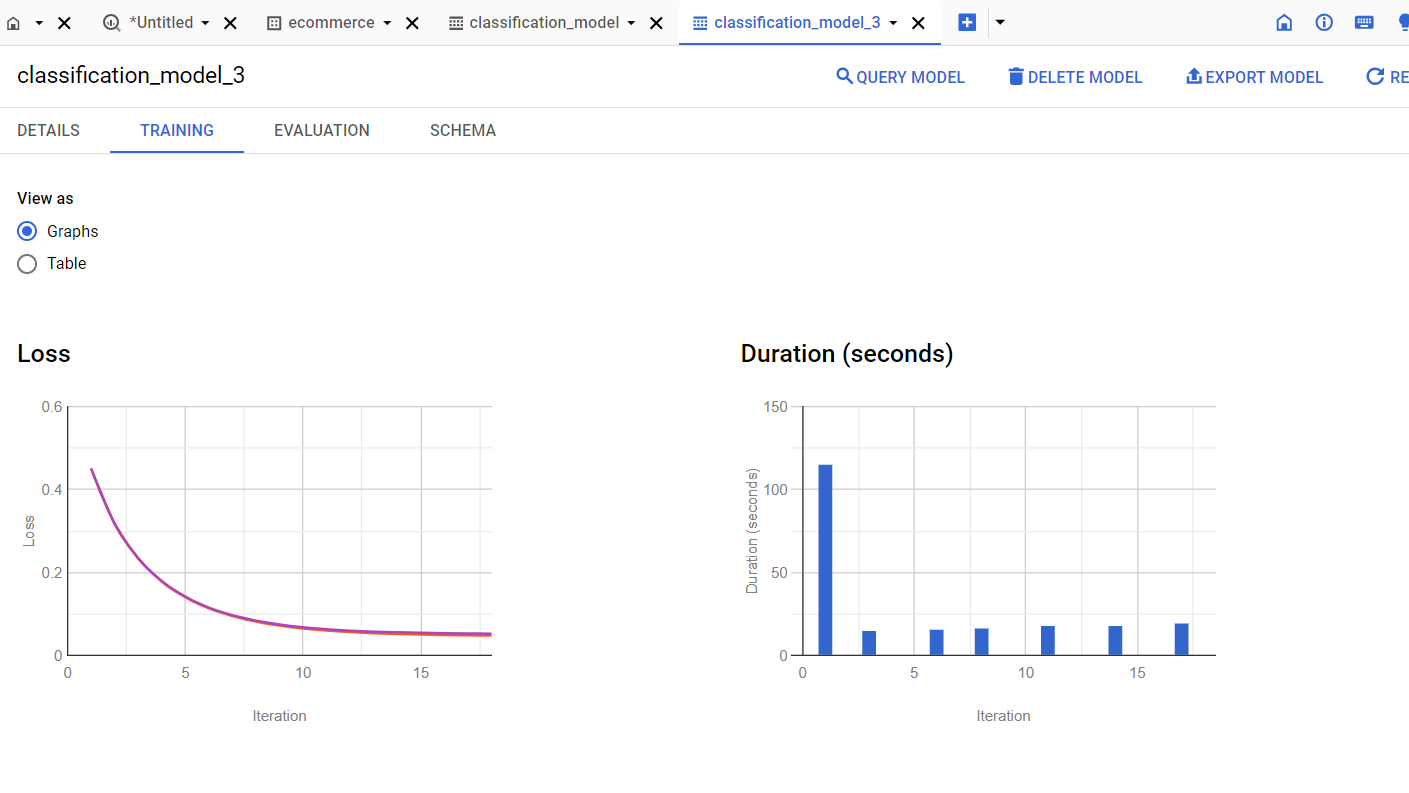 *Untitled ecommerce classification_model classification_model_3
classification_model_3 QUERY MODEL DELETE MODEL EXPORT MODEL RE
DETAILS TRAINING EVALUATION SCHEMA
View as
Graphs
Table
Loss
0.6
0.4
0.2
0
Loss
0 5 10 15
Iteration
Duration (seconds)
150
100
50
0
Duration (seconds)
0 5 10 15
Iteration